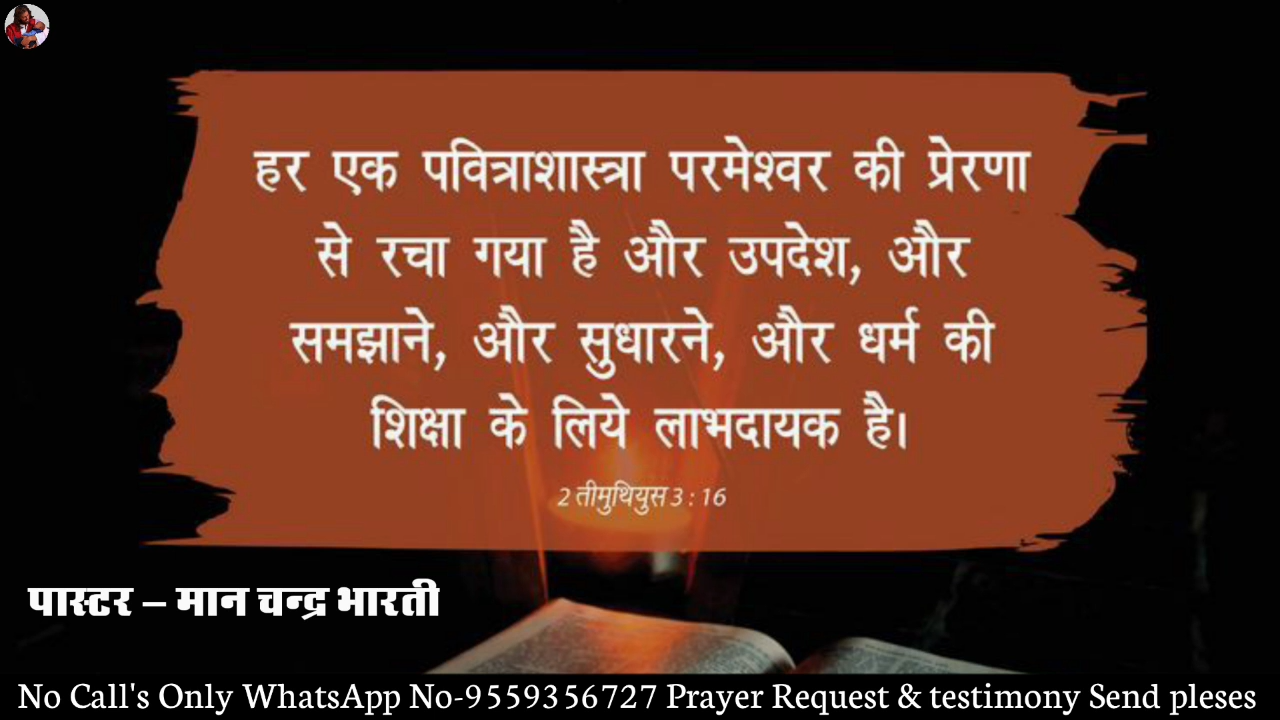 हर एक पवित्राशास्त्रा परमेश्वर की प्रेरणा
से रचा गया है और उपदेश, और
समझाने, और सुधारने, और धर्म की
शिक्षा के लिये लाभदायक है।
2 तीमुथियुस 3 : 16
पास्टर – मान चन्द्र भारती
No Call's Only WhatsApp No-9559356727 Prayer Request & testimony Send pleses